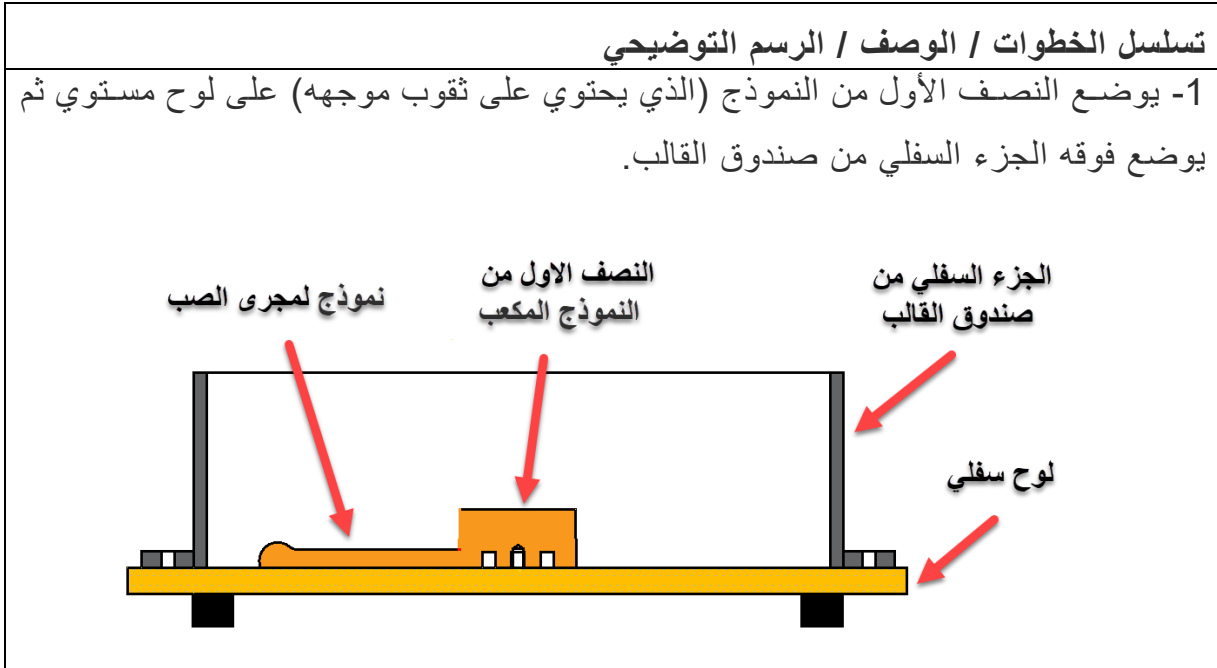 تسلسل الخطوات / الوصف / الرسم التوضيحي
1- يوضع النصف الأول من النموذج (الذي يحتوي على ثقوب موجهه) على لوح مستوي ثم
يوضع فوقه الجزء السفلي من صندوق القالب.
الجزء السفلي من
صندوق القالب
النصف الاول من
النموذج المكعب
نموذج لمجرى الصب
لوح سفلي